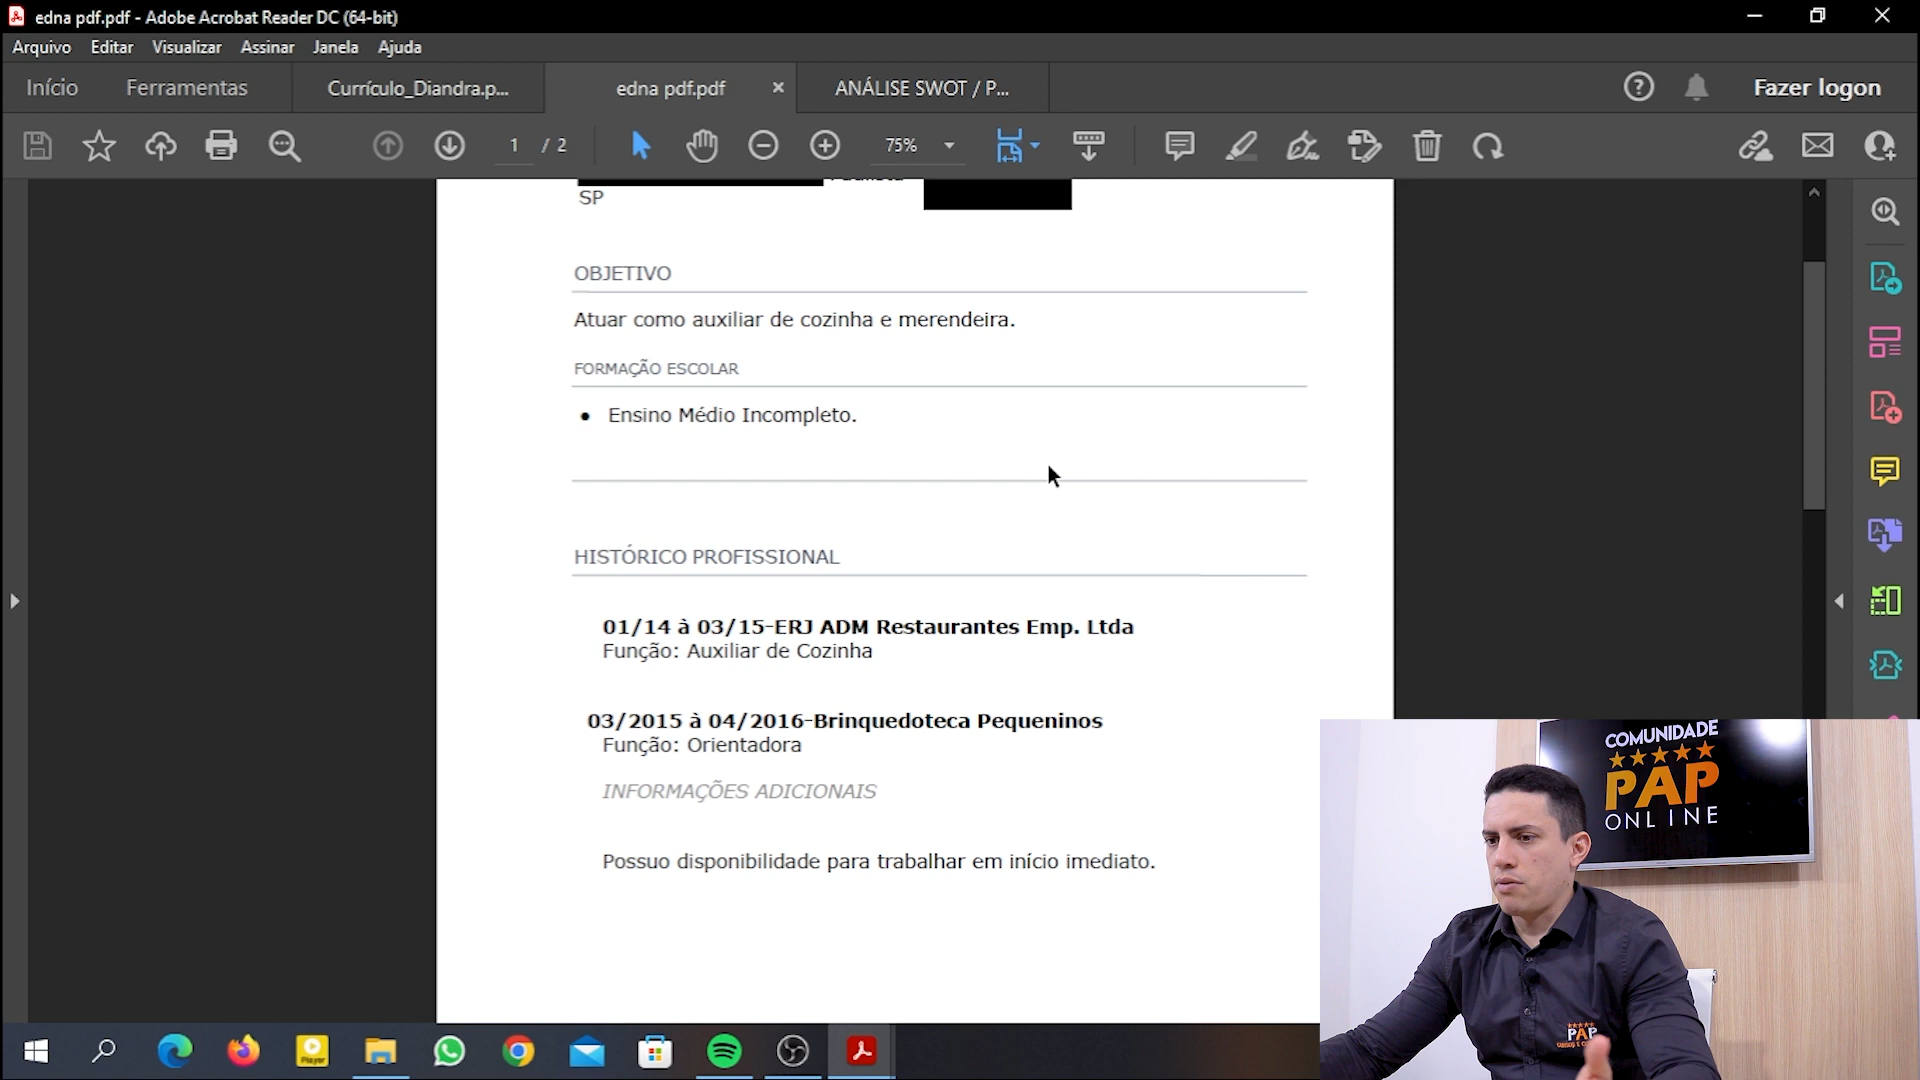 edna pdf.pdf - Adobe Acrobat Reader DC (64-bit)
Arquivo Editar Visualizar Assinar Janela Ajuda
Início Ferramentas Currículo_Diandra.p... edna pdf.pdf ANÁLISE SWOT / P... Fazer logon
1 / 2 75%
SP
OBJETIVO
Atuar como auxiliar de cozinha e merendeira.
FORMAÇÃO ESCOLAR
• Ensino Médio Incompleto.
HISTÓRICO PROFISSIONAL
01/14 à 03/15-ERJ ADM Restaurantes Emp. Ltda
Função: Auxiliar de Cozinha
03/2015 à 04/2016-Brinquedoteca Pequeninos
Função: Orientadora
INFORMAÇÕES ADICIONAIS
Possuo disponibilidade para trabalhar em início imediato.
COMUNIDADE
PAP
ONLINE
PAP
Player